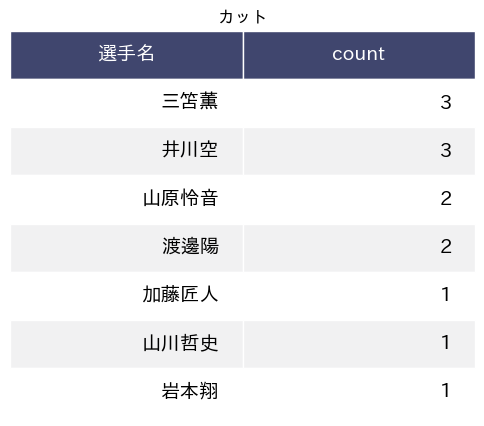 カット
選手名 count
三笘薫 3
井川空 3
山原怜音 2
渡邊陽 2
加藤匠人 1
山川哲史 1
岩本翔 1